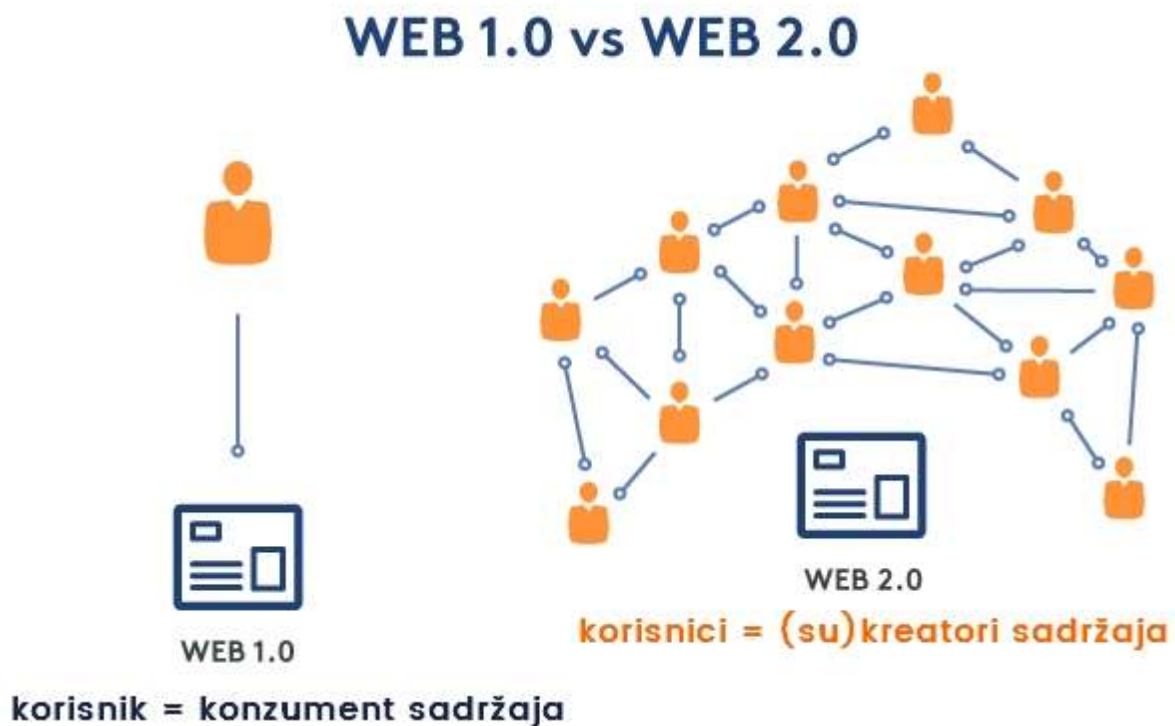 WEB 1.0 vs WEB 2.0
WEB 1.0
korisnik = konzument sadržaja
WEB 2.0
korisnici = (su)kreatori sadržaja